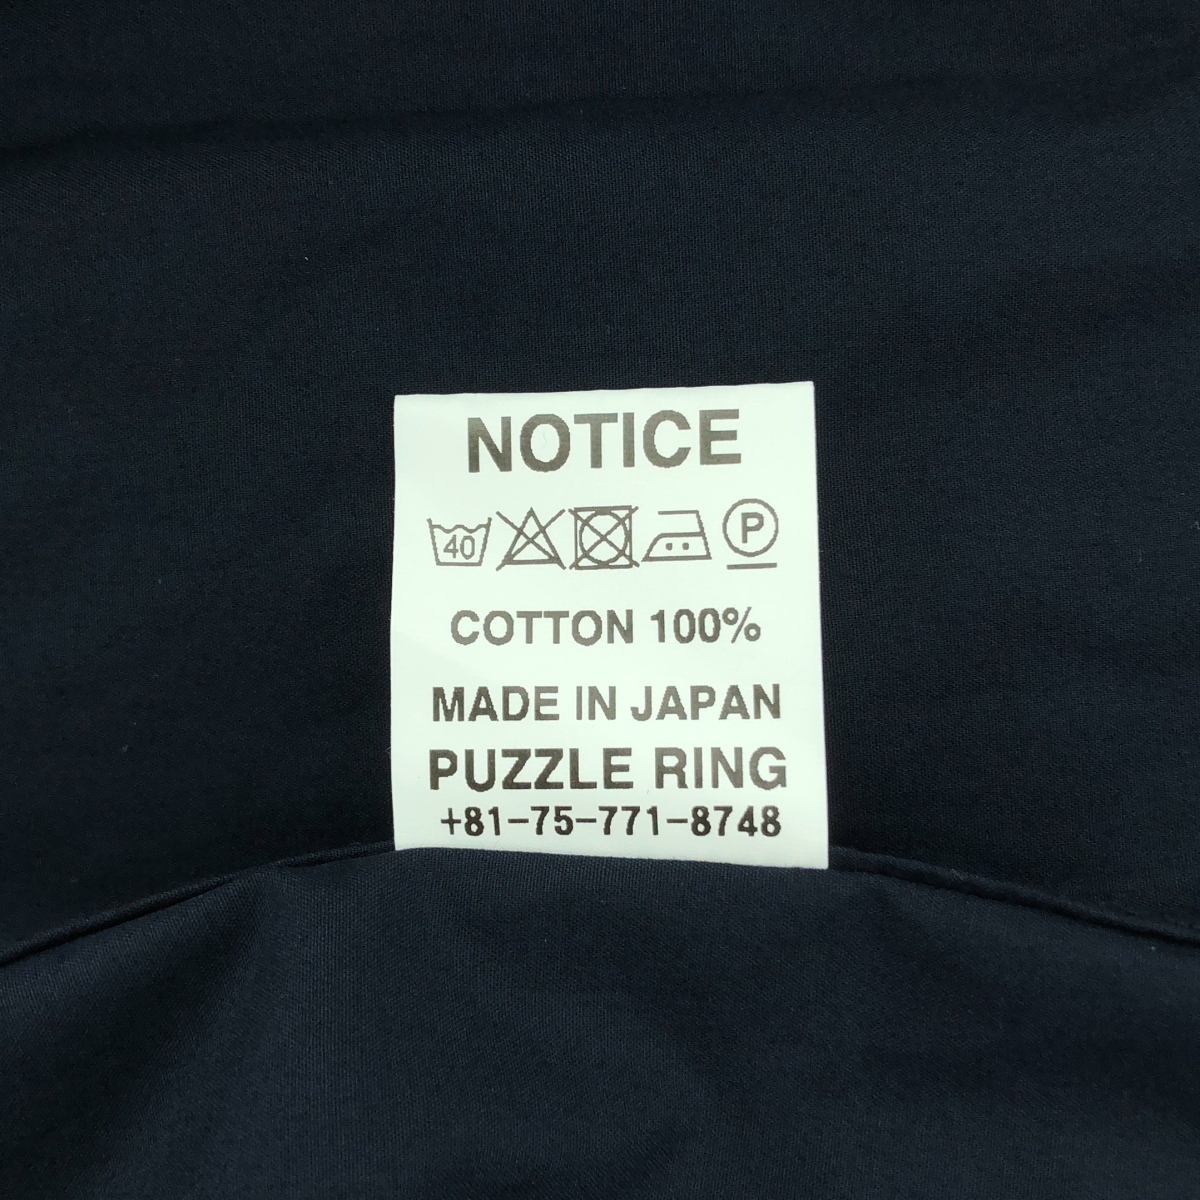 NOTICE
40 P
COTTON 100%
MADE IN JAPAN
PUZZLE RING
+81-75-771-8748